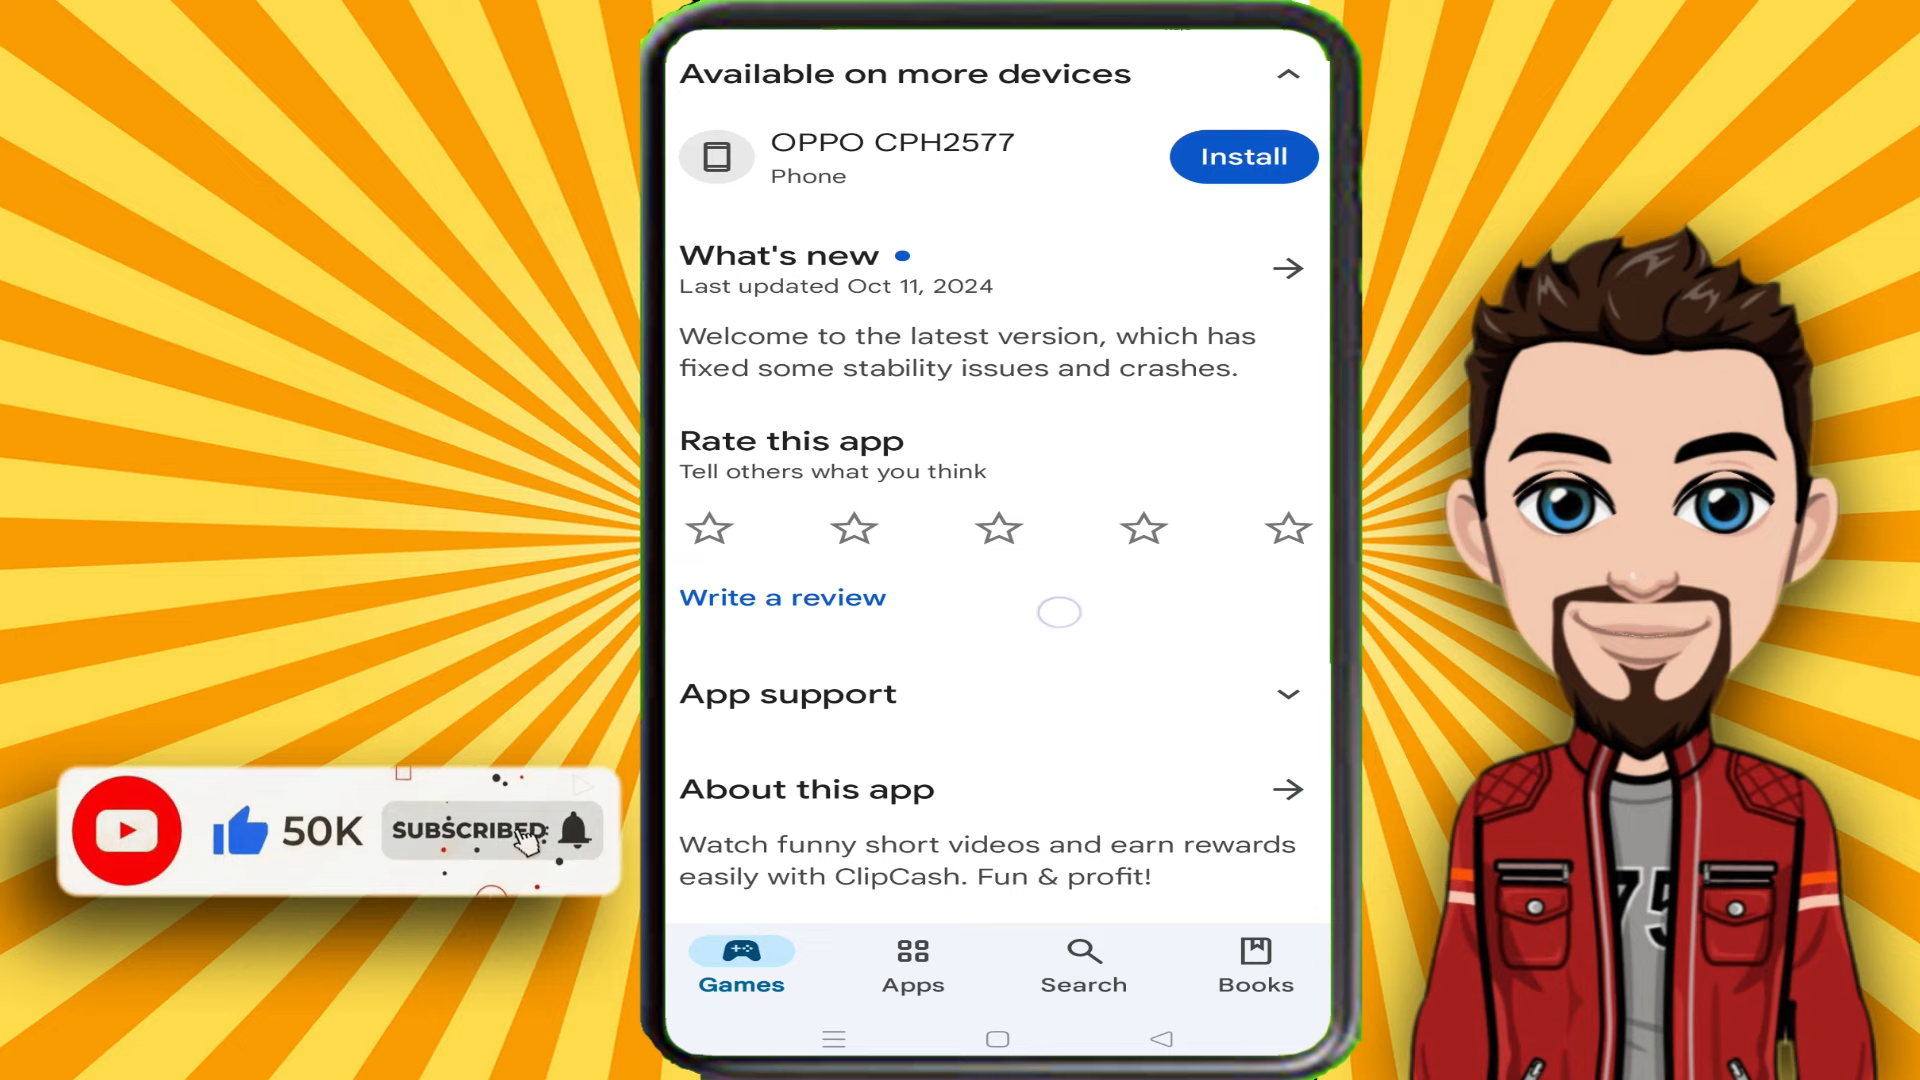 Available on more devices
OPPO CPH2577
Phone
Install
What's new
Last updated Oct 11, 2024
Welcome to the latest version, which has
fixed some stability issues and crashes.
Rate this app
Tell others what you think
Write a review
App support
About this app
Watch funny short videos and earn rewards
easily with ClipCash. Fun & profit!
Games
Apps
Search
Books
50K
SUBSCRIBED
75